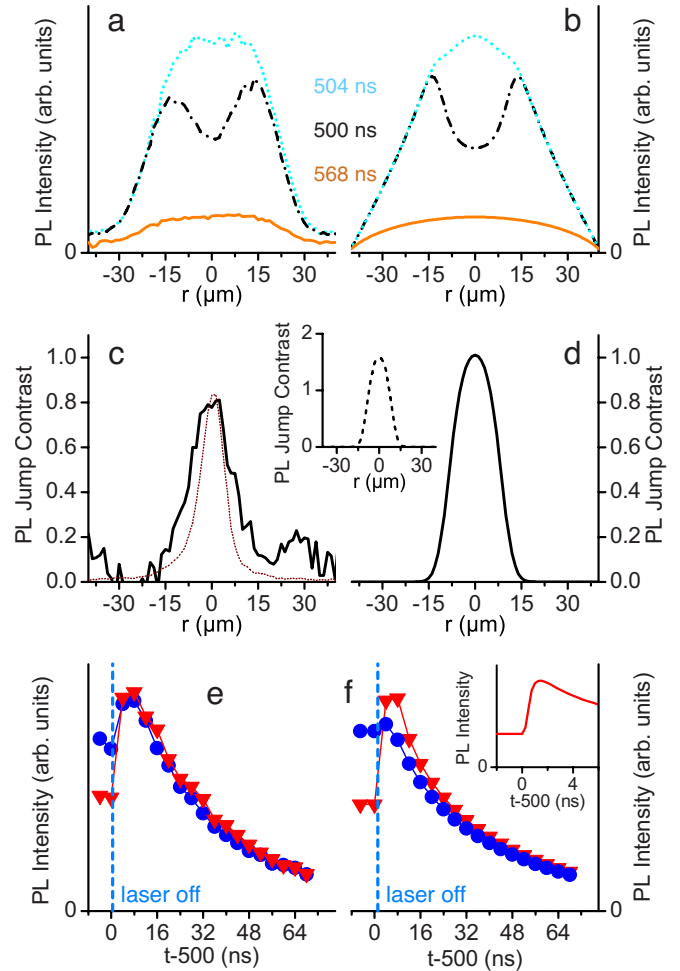 a
b
PL Intensity (arb. units)
504 ns
500 ns
568 ns
PL Intensity (arb. units)
0
0
-30 -15 0 15 30
-30 -15 0 15 30
r (µm)
r (µm)
c
d
PL Jump Contrast
1.0
0.8
0.6
0.4
0.2
0.0
PL Jump Contrast
2
1
0
-30 0 30
r (µm)
1.0
0.8
0.6
0.4
0.2
0.0
PL Jump Contrast
-30 -15 0 15 30
-30 -15 0 15 30
r (µm)
r (µm)
e
f
PL Intensity (arb. units)
laser off
laser off
PL Intensity
0
0 4
t-500 (ns)
PL Intensity (arb. units)
0
0
0 16 32 48 64
0 16 32 48 64
t-500 (ns)
t-500 (ns)